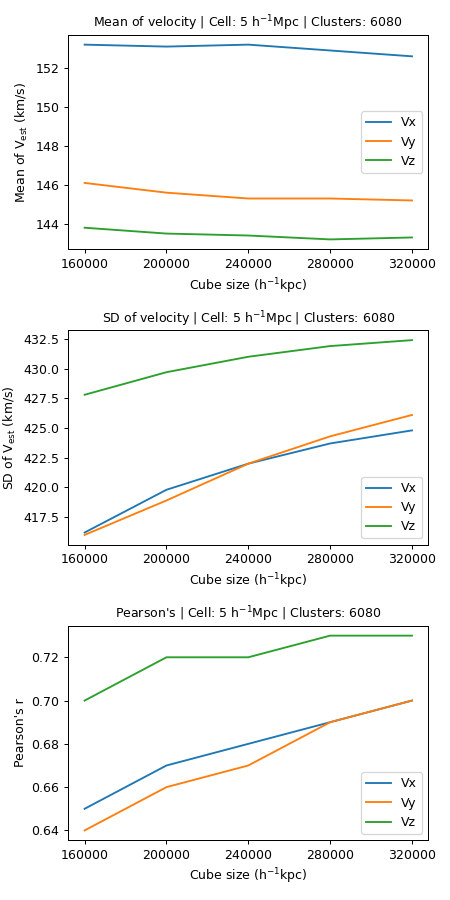 Mean of velocity | Cell: 5 h⁻¹Mpc | Clusters: 6080
Mean of V_est (km/s)
152
150
148
146
144
Vx
Vy
Vz
160000 200000 240000 280000 320000
Cube size (h⁻¹kpc)
SD of velocity | Cell: 5 h⁻¹Mpc | Clusters: 6080
SD of V_est (km/s)
432.5
430.0
427.5
425.0
422.5
420.0
417.5
Vx
Vy
Vz
160000 200000 240000 280000 320000
Cube size (h⁻¹kpc)
Pearson's | Cell: 5 h⁻¹Mpc | Clusters: 6080
Pearson's r
0.72
0.70
0.68
0.66
0.64
Vx
Vy
Vz
160000 200000 240000 280000 320000
Cube size (h⁻¹kpc)